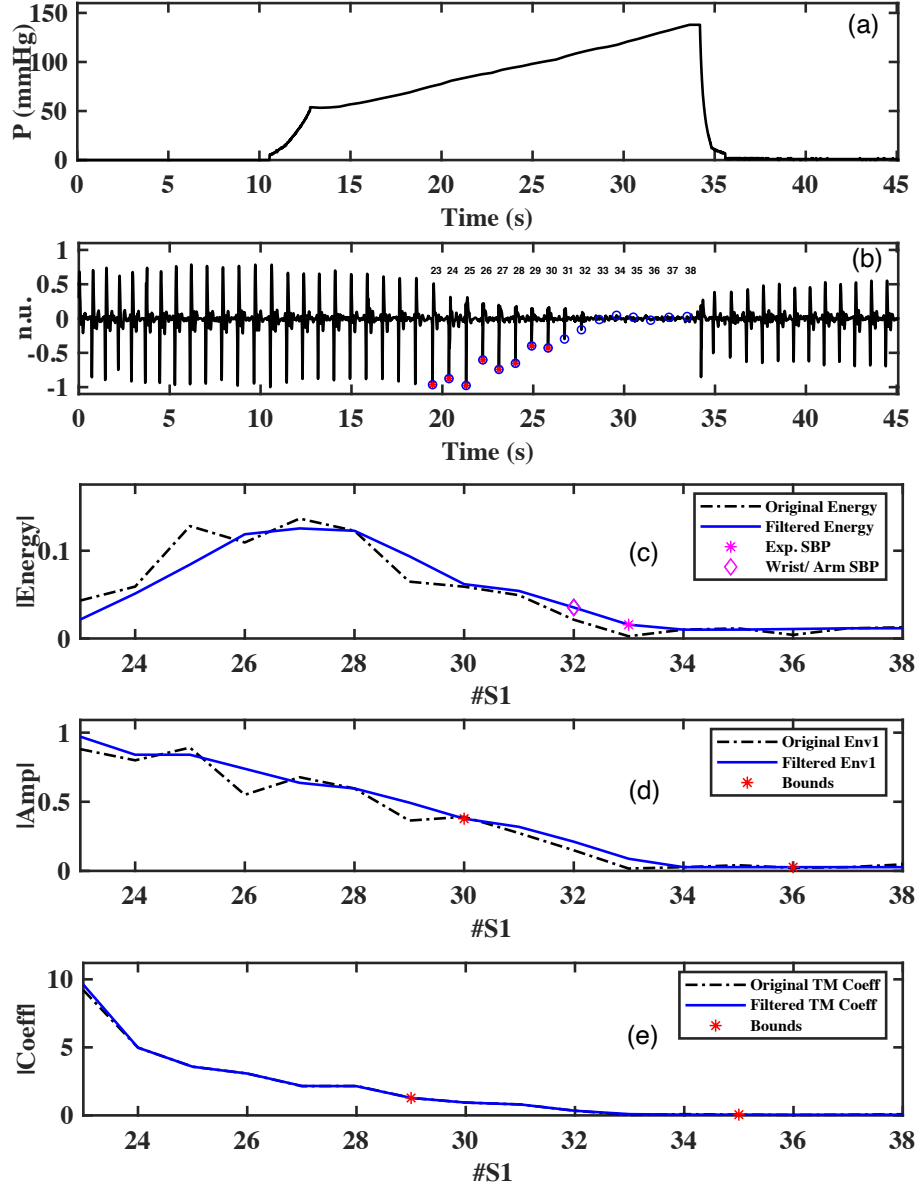 (a)
P (mmHg)
150
100
50
0
0 5 10 15 20 25 30 35 40 45
Time (s)
(b)
n.u.
1
0.5
0
-0.5
-1
23 24 25 26 27 28 29 30 31 32 33 34 35 36 37 38
0 5 10 15 20 25 30 35 40 45
Time (s)
(c)
|Energy|
0.1
0
Original Energy
Filtered Energy
Exp. SBP
Wrist/ Arm SBP
24 26 28 30 32 34 36 38
#S1
(d)
|Amp|
1
0.5
0
Original Env1
Filtered Env1
Bounds
24 26 28 30 32 34 36 38
#S1
(e)
|Coeff|
10
5
0
Original TM Coeff
Filtered TM Coeff
Bounds
24 26 28 30 32 34 36 38
#S1